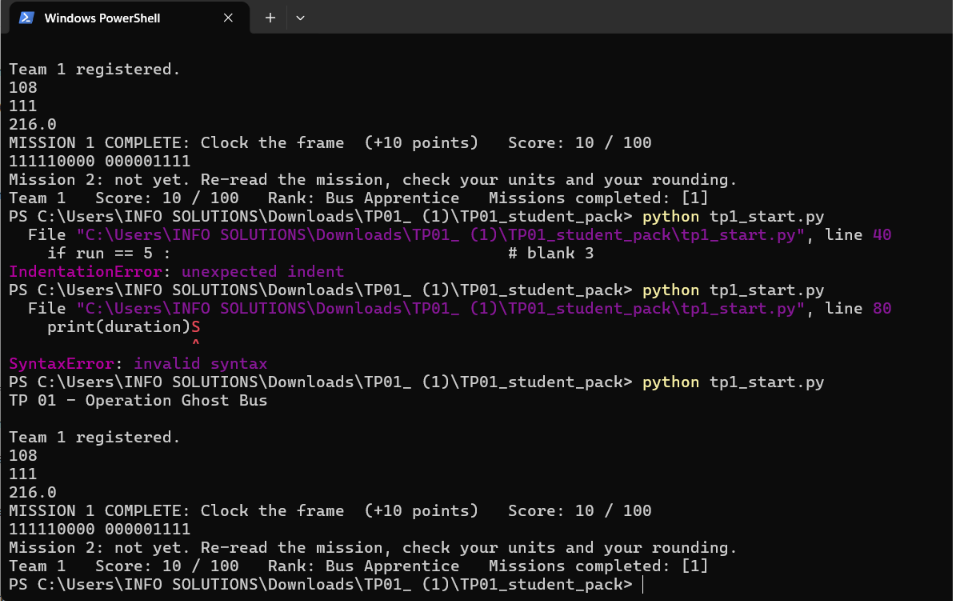 Windows PowerShell
Team 1 registered.
108
111
216.0
MISSION 1 COMPLETE: Clock the frame  (+10 points)   Score: 10 / 100
111110000 000001111
Mission 2: not yet. Re-read the mission, check your units and your rounding.
Team 1   Score: 10 / 100   Rank: Bus Apprentice   Missions completed: [1]
PS C:\Users\INFO SOLUTIONS\Downloads\TP01_ (1)\TP01_student_pack> python tp1_start.py
  File "C:\Users\INFO SOLUTIONS\Downloads\TP01_ (1)\TP01_student_pack\tp1_start.py", line 40
    if run == 5 :                                   # blank 3
IndentationError: unexpected indent
PS C:\Users\INFO SOLUTIONS\Downloads\TP01_ (1)\TP01_student_pack> python tp1_start.py
  File "C:\Users\INFO SOLUTIONS\Downloads\TP01_ (1)\TP01_student_pack\tp1_start.py", line 80
    print(duration)S
                   ^
SyntaxError: invalid syntax
PS C:\Users\INFO SOLUTIONS\Downloads\TP01_ (1)\TP01_student_pack> python tp1_start.py
TP 01 - Operation Ghost Bus
Team 1 registered.
108
111
216.0
MISSION 1 COMPLETE: Clock the frame  (+10 points)   Score: 10 / 100
111110000 000001111
Mission 2: not yet. Re-read the mission, check your units and your rounding.
Team 1   Score: 10 / 100   Rank: Bus Apprentice   Missions completed: [1]
PS C:\Users\INFO SOLUTIONS\Downloads\TP01_ (1)\TP01_student_pack>